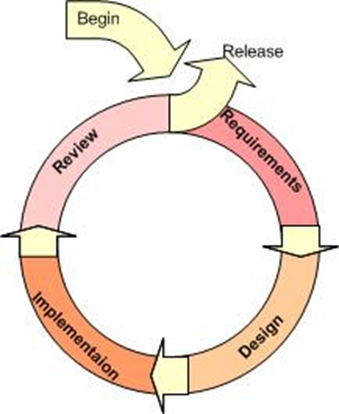 Begin
Release
Requirements
Design
Implementaion
Review